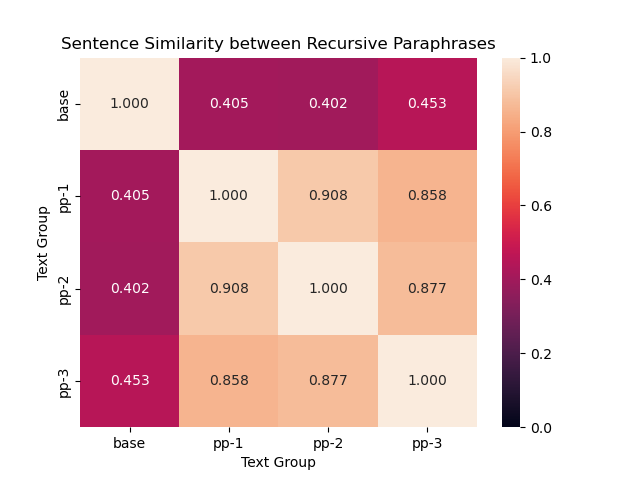 Sentence Similarity between Recursive Paraphrases
base 1.000 0.405 0.402 0.453
pp-1 0.405 1.000 0.908 0.858
pp-2 0.402 0.908 1.000 0.877
pp-3 0.453 0.858 0.877 1.000
base pp-1 pp-2 pp-3
Text Group
Text Group
1.0
0.8
0.6
0.4
0.2
0.0